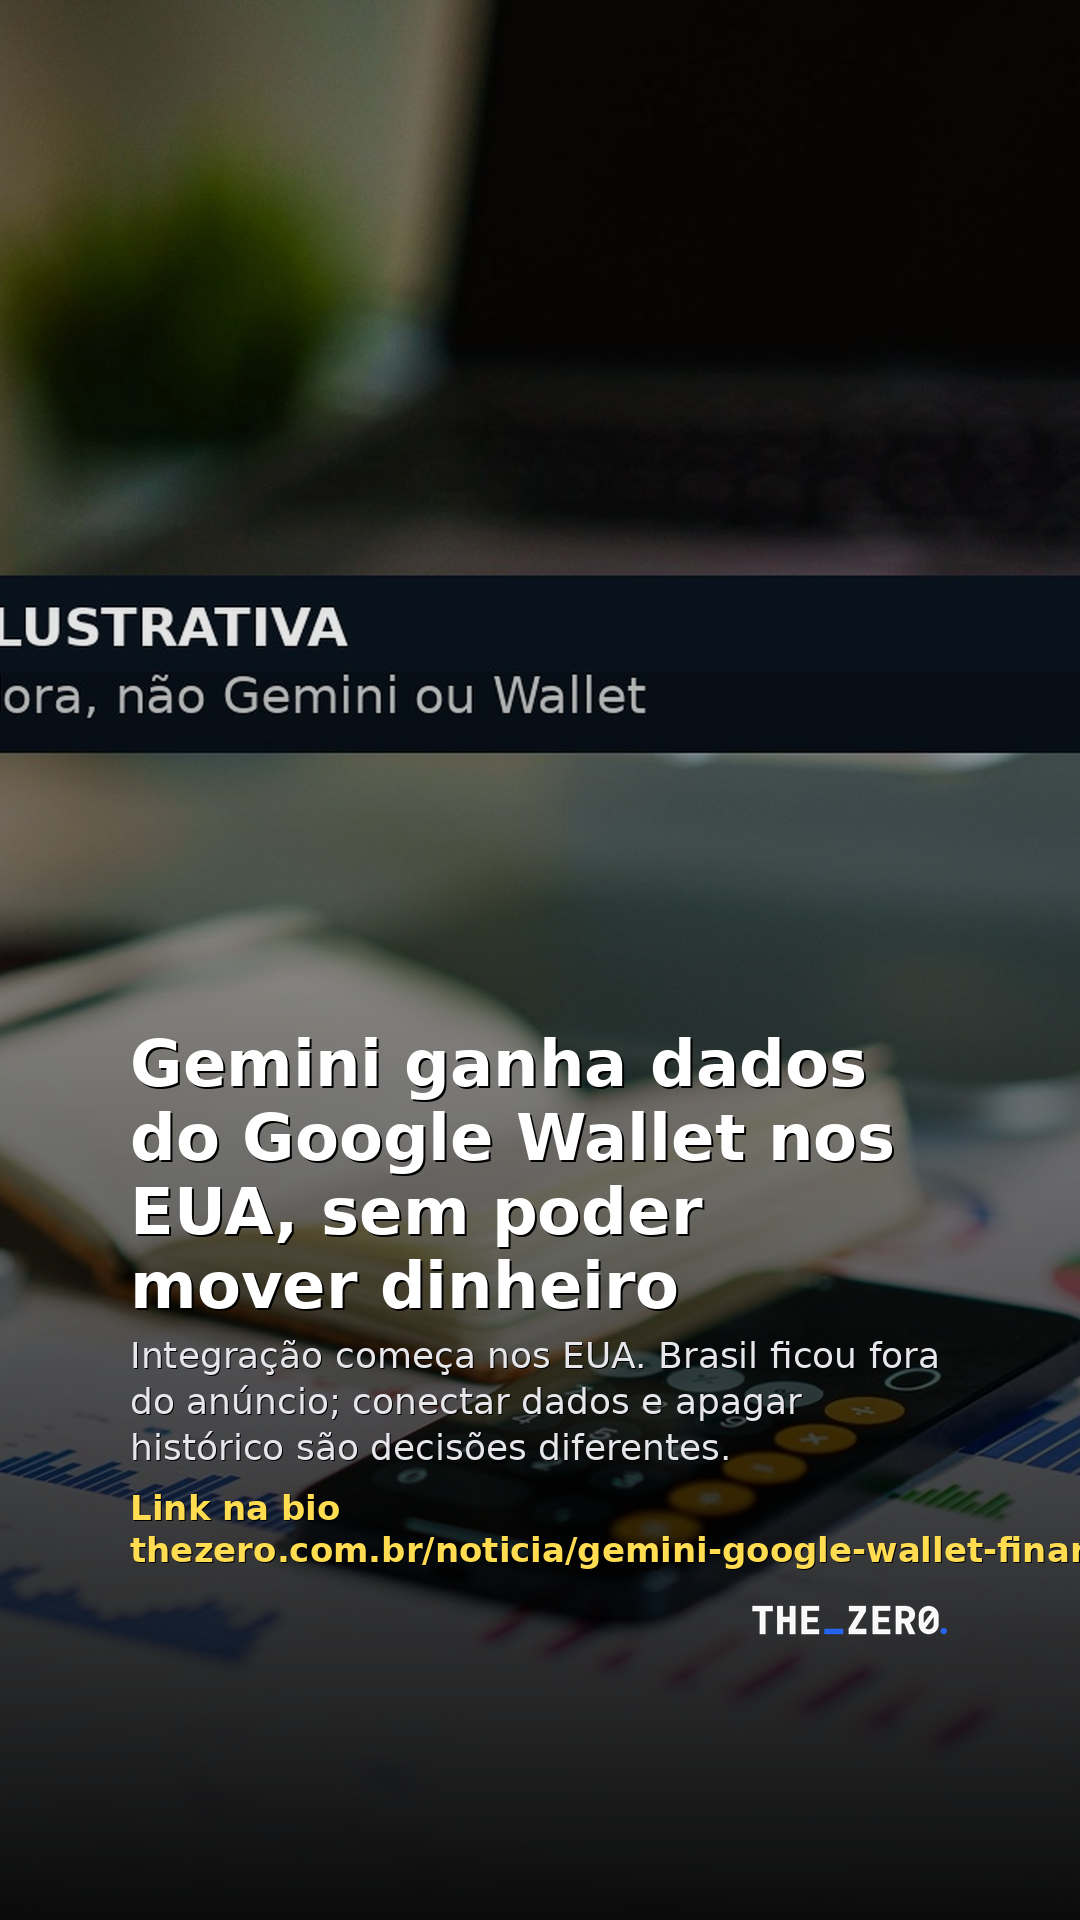 LUSTRATIVA
ora, não Gemini ou Wallet
Gemini ganha dados
do Google Wallet nos
EUA, sem poder
mover dinheiro
Integração começa nos EUA. Brasil ficou fora
do anúncio; conectar dados e apagar
histórico são decisões diferentes.
Link na bio
thezero.com.br/noticia/gemini-google-wallet-finan
THE_ZER0.